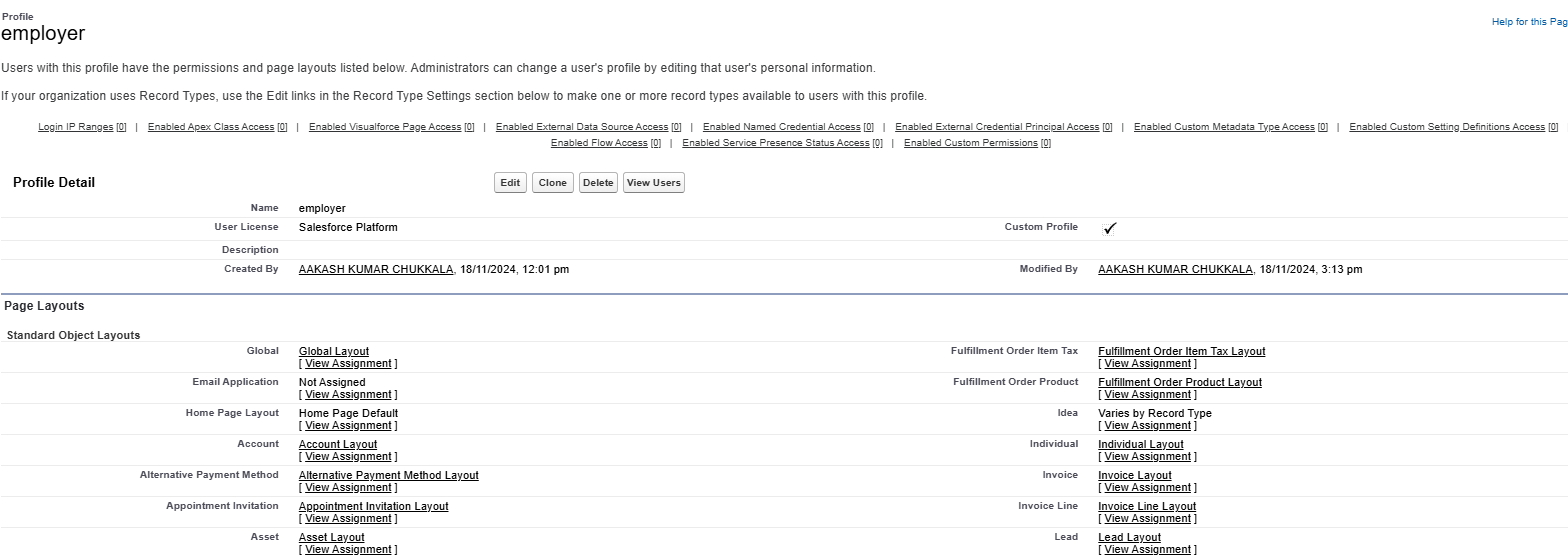 Profile
employer
Help for this Pag
Users with this profile have the permissions and page layouts listed below. Administrators can change a user's profile by editing that user's personal information.
If your organization uses Record Types, use the Edit links in the Record Type Settings section below to make one or more record types available to users with this profile.
Login IP Ranges [0] | Enabled Apex Class Access [0] | Enabled Visualforce Page Access [0] | Enabled External Data Source Access [0] | Enabled Named Credential Access [0] | Enabled External Credential Principal Access [0] | Enabled Custom Metadata Type Access [0] | Enabled Custom Setting Definitions Access [0]
Enabled Flow Access [0] | Enabled Service Presence Status Access [0] | Enabled Custom Permissions [0]
Profile Detail Edit Clone Delete View Users
Name employer
User License Salesforce Platform Custom Profile ✓
Description
Created By AAKASH KUMAR CHUKKALA, 18/11/2024, 12:01 pm Modified By AAKASH KUMAR CHUKKALA, 18/11/2024, 3:13 pm
Page Layouts
Standard Object Layouts
Global Global Layout Fulfillment Order Item Tax Fulfillment Order Item Tax Layout
[ View Assignment ] [ View Assignment ]
Email Application Not Assigned Fulfillment Order Product Fulfillment Order Product Layout
[ View Assignment ] [ View Assignment ]
Home Page Layout Home Page Default Idea Varies by Record Type
[ View Assignment ] [ View Assignment ]
Account Account Layout Individual Individual Layout
[ View Assignment ] [ View Assignment ]
Alternative Payment Method Alternative Payment Method Layout Invoice Invoice Layout
[ View Assignment ] [ View Assignment ]
Appointment Invitation Appointment Invitation Layout Invoice Line Invoice Line Layout
[ View Assignment ] [ View Assignment ]
Asset Asset Layout Lead Lead Layout
[ View Assignment ] [ View Assignment ]